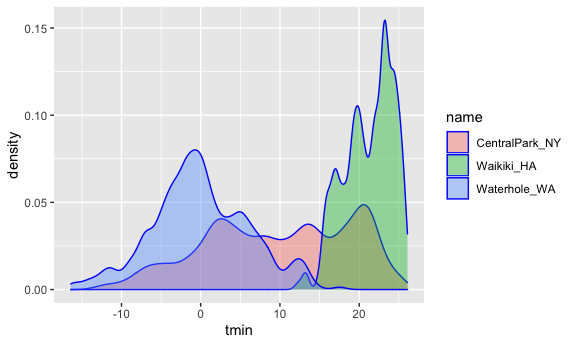 0.15
0.10
0.05
0.00
density
-10 0 10 20
tmin
name
CentralPark_NY
Waikiki_HA
Waterhole_WA